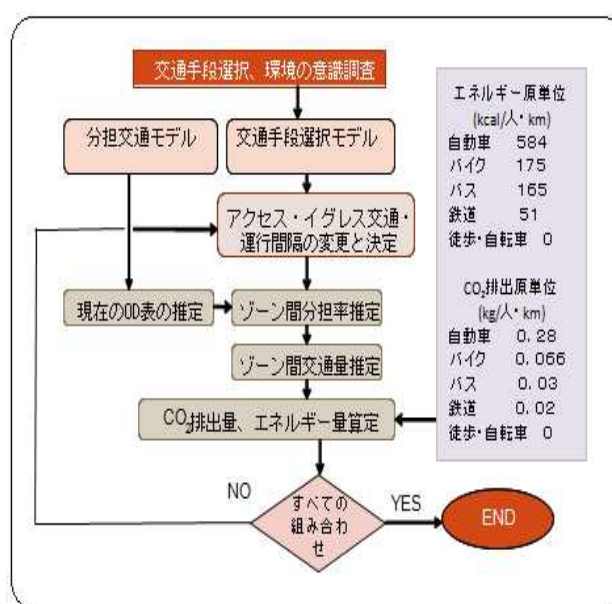 交通手段選択、環境の意識調査
分担交通モデル
交通手段選択モデル
アクセス・イグレス交通・
運行間隔の変更と決定
現在のOD表の推定
ゾーン間分担率推定
ゾーン間交通量推定
CO₂排出量、エネルギー量算定
NO
すべての
組み合わ
せ
YES
END
エネルギー原単位
(kcal/人・km)
自動車 584
バイク 175
バス 165
鉄道 51
徒歩・自転車 0
CO₂排出原単位
(kg/人・km)
自動車 0.28
バイク 0.066
バス 0.03
鉄道 0.02
徒歩・自転車 0